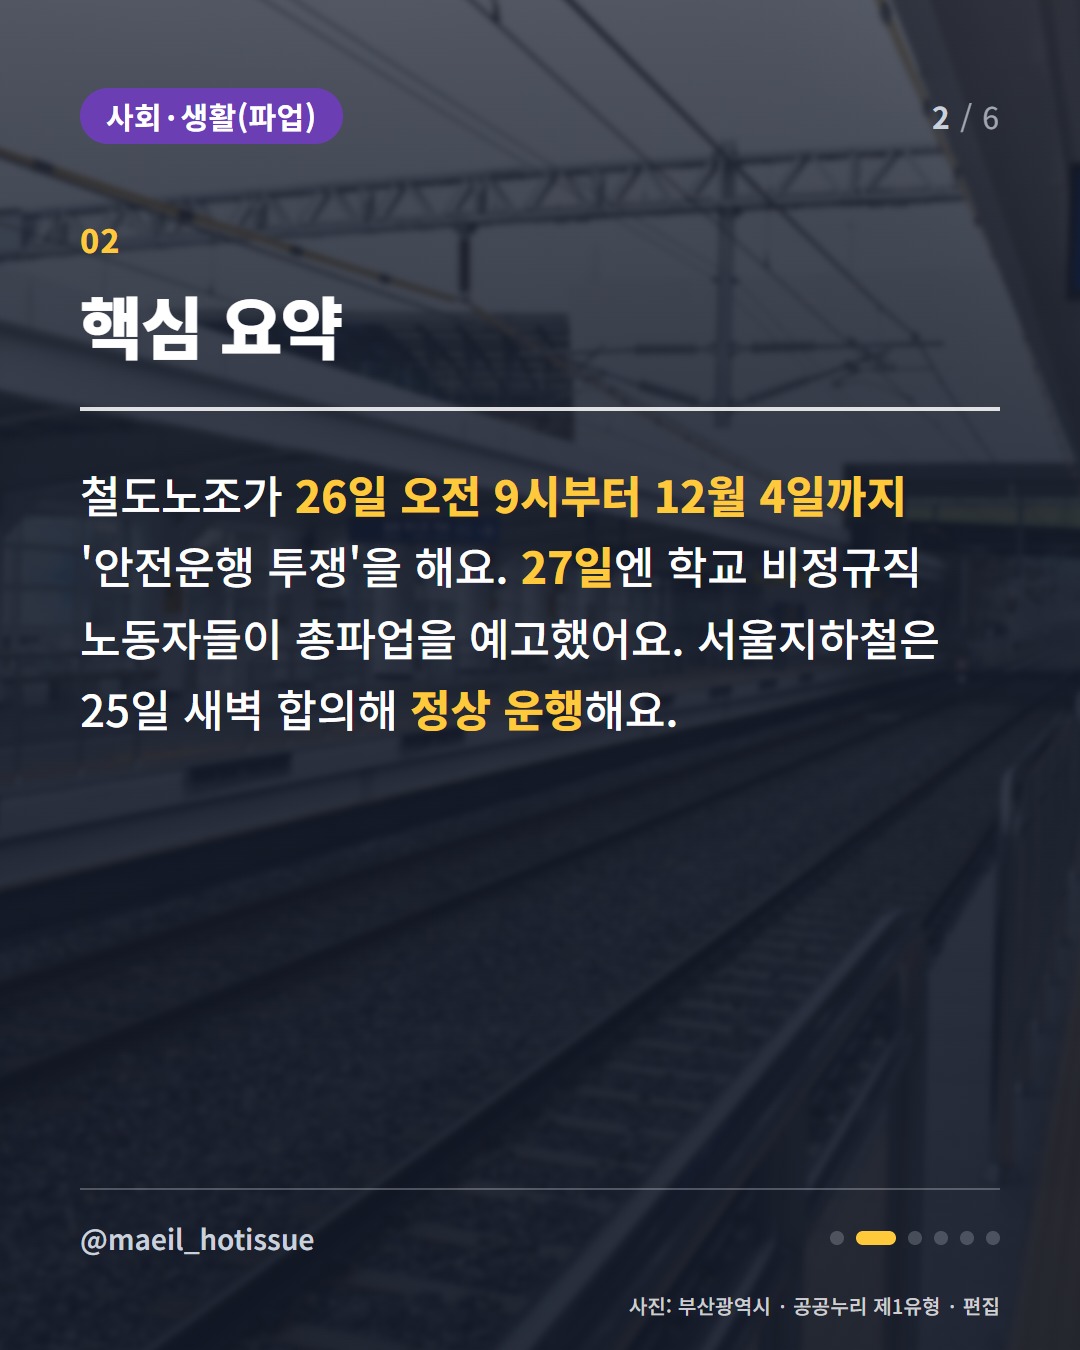 사회·생활(파업)
2 / 6
02
핵심 요약
철도노조가 26일 오전 9시부터 12월 4일까지
'안전운행 투쟁'을 해요. 27일엔 학교 비정규직
노동자들이 총파업을 예고했어요. 서울지하철은
25일 새벽 합의해 정상 운행해요.
@maeil_hotissue
사진: 부산광역시 · 공공누리 제1유형 · 편집